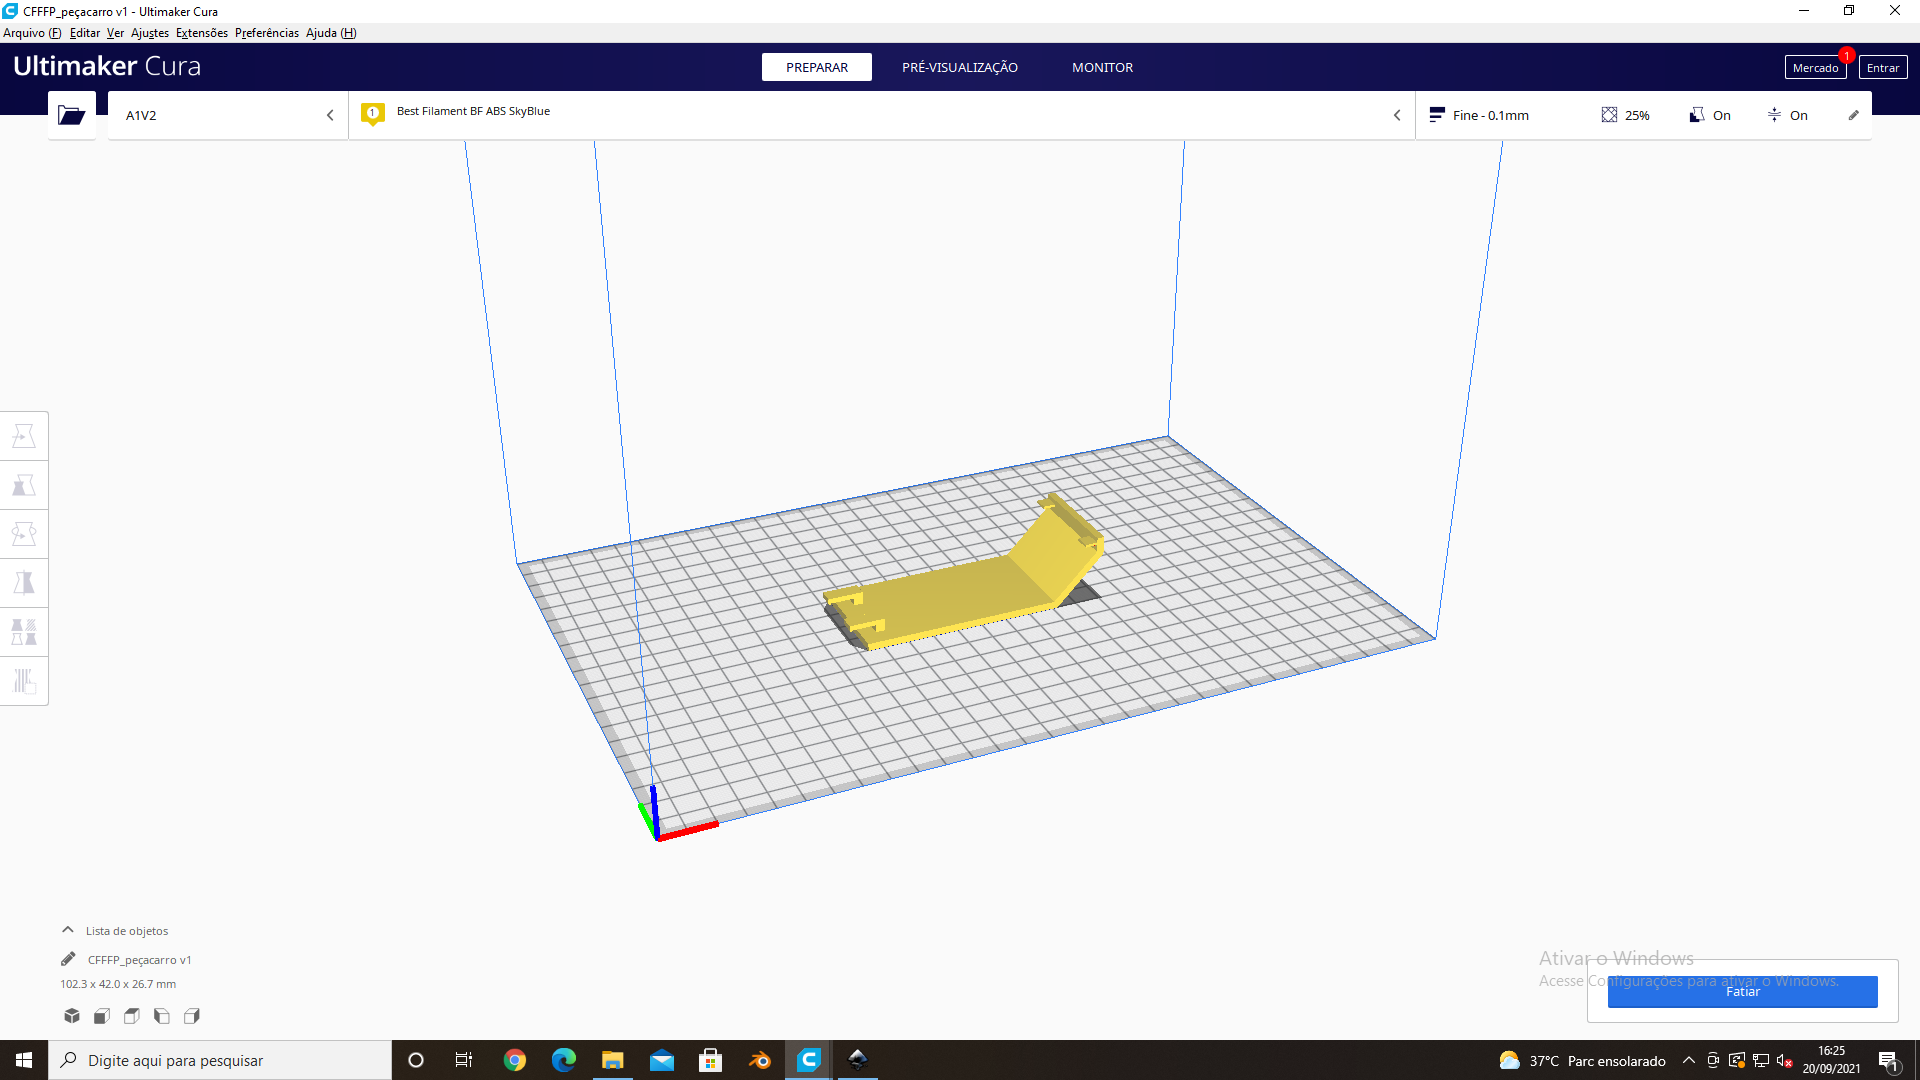 CFFFP_peçacarro v1 - Ultimaker Cura
Arquivo (F) Editar Ver Ajustes Extensões Preferências Ajuda (H)
Ultimaker Cura
PREPARAR
PRÉ-VISUALIZAÇÃO
MONITOR
Mercado
1
Entrar
A1V2
1
Best Filament BF ABS SkyBlue
Fine - 0.1mm
25%
On
On
Lista de objetos
CFFFP_peçacarro v1
102.3 x 42.0 x 26.7 mm
Ativar o Windows
Acesse Configurações para ativar o Windows.
Fatiar
Digite aqui para pesquisar
37°C Parc ensolarado
16:25
20/09/2021
1